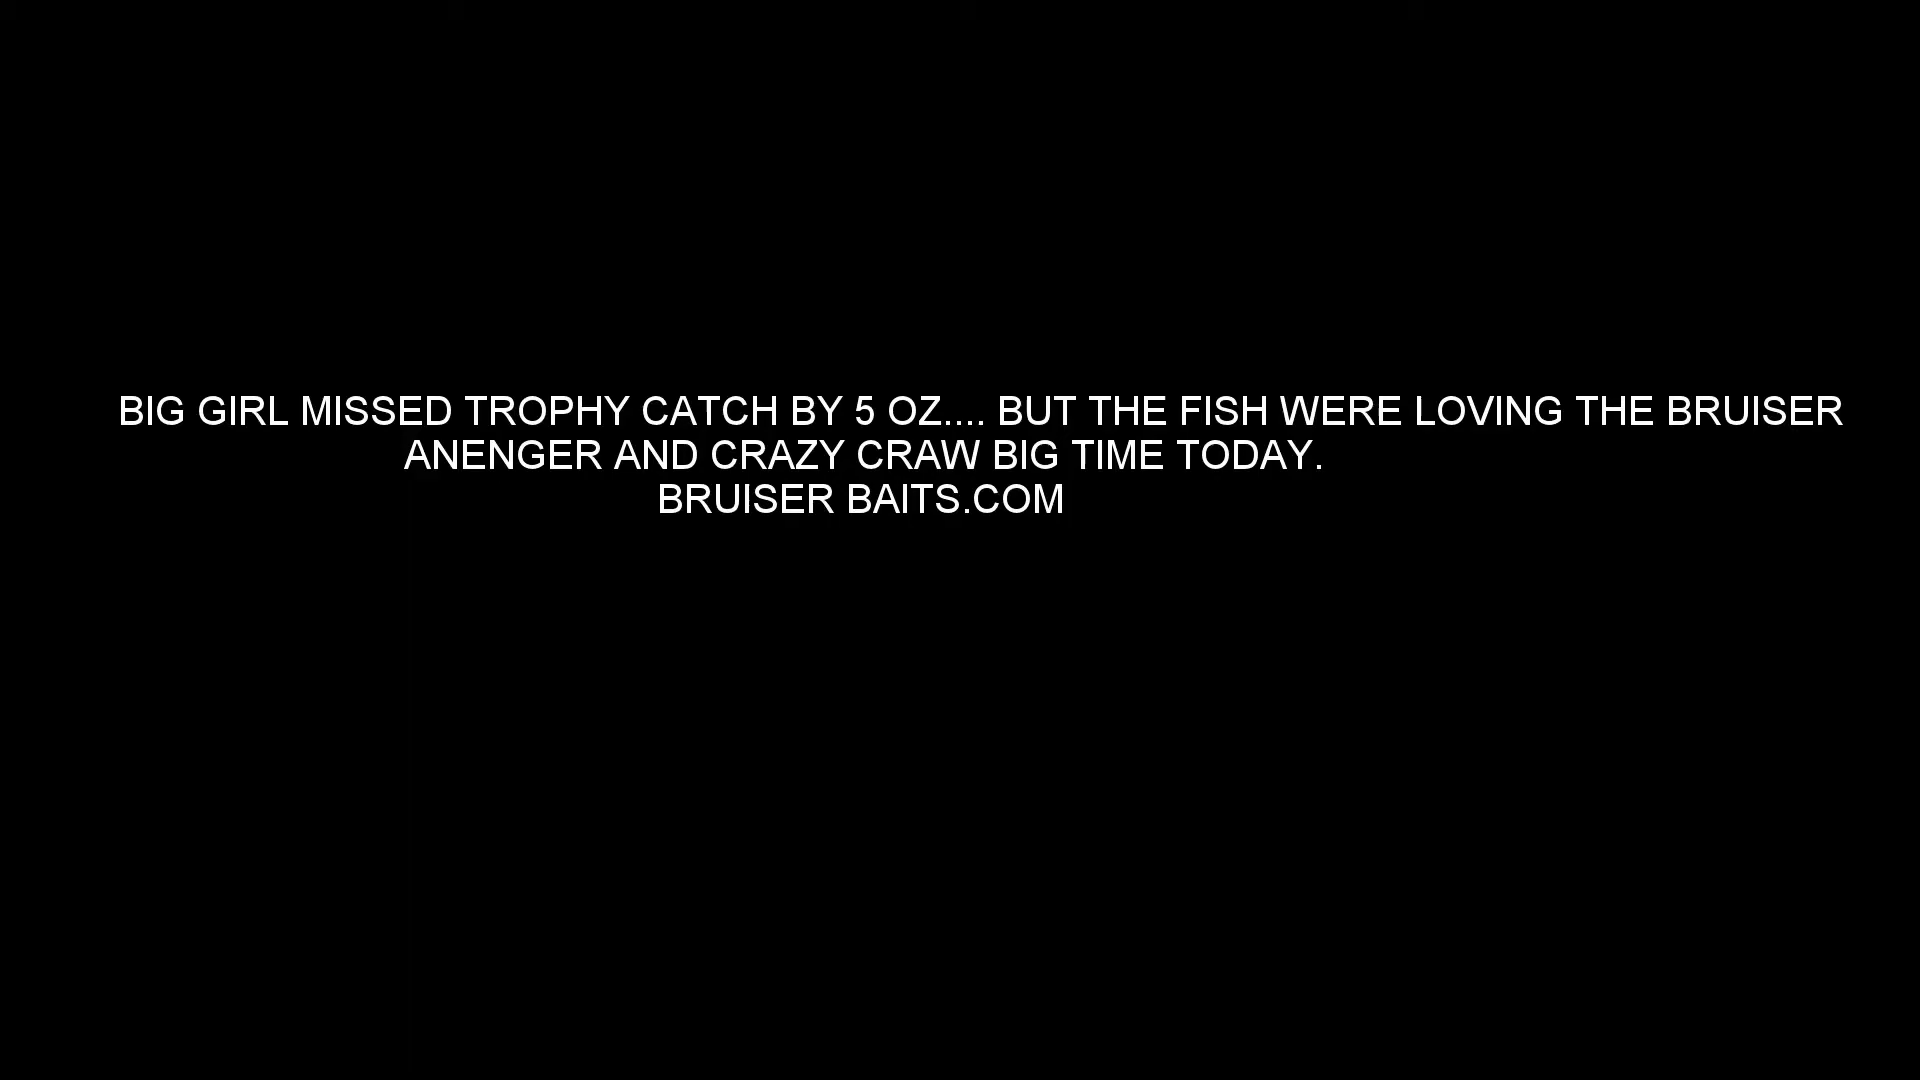 BIG GIRL MISSED TROPHY CATCH BY 5 OZ.... BUT THE FISH WERE LOVING THE BRUISER
ANENGER AND CRAZY CRAW BIG TIME TODAY.
BRUISER BAITS.COM